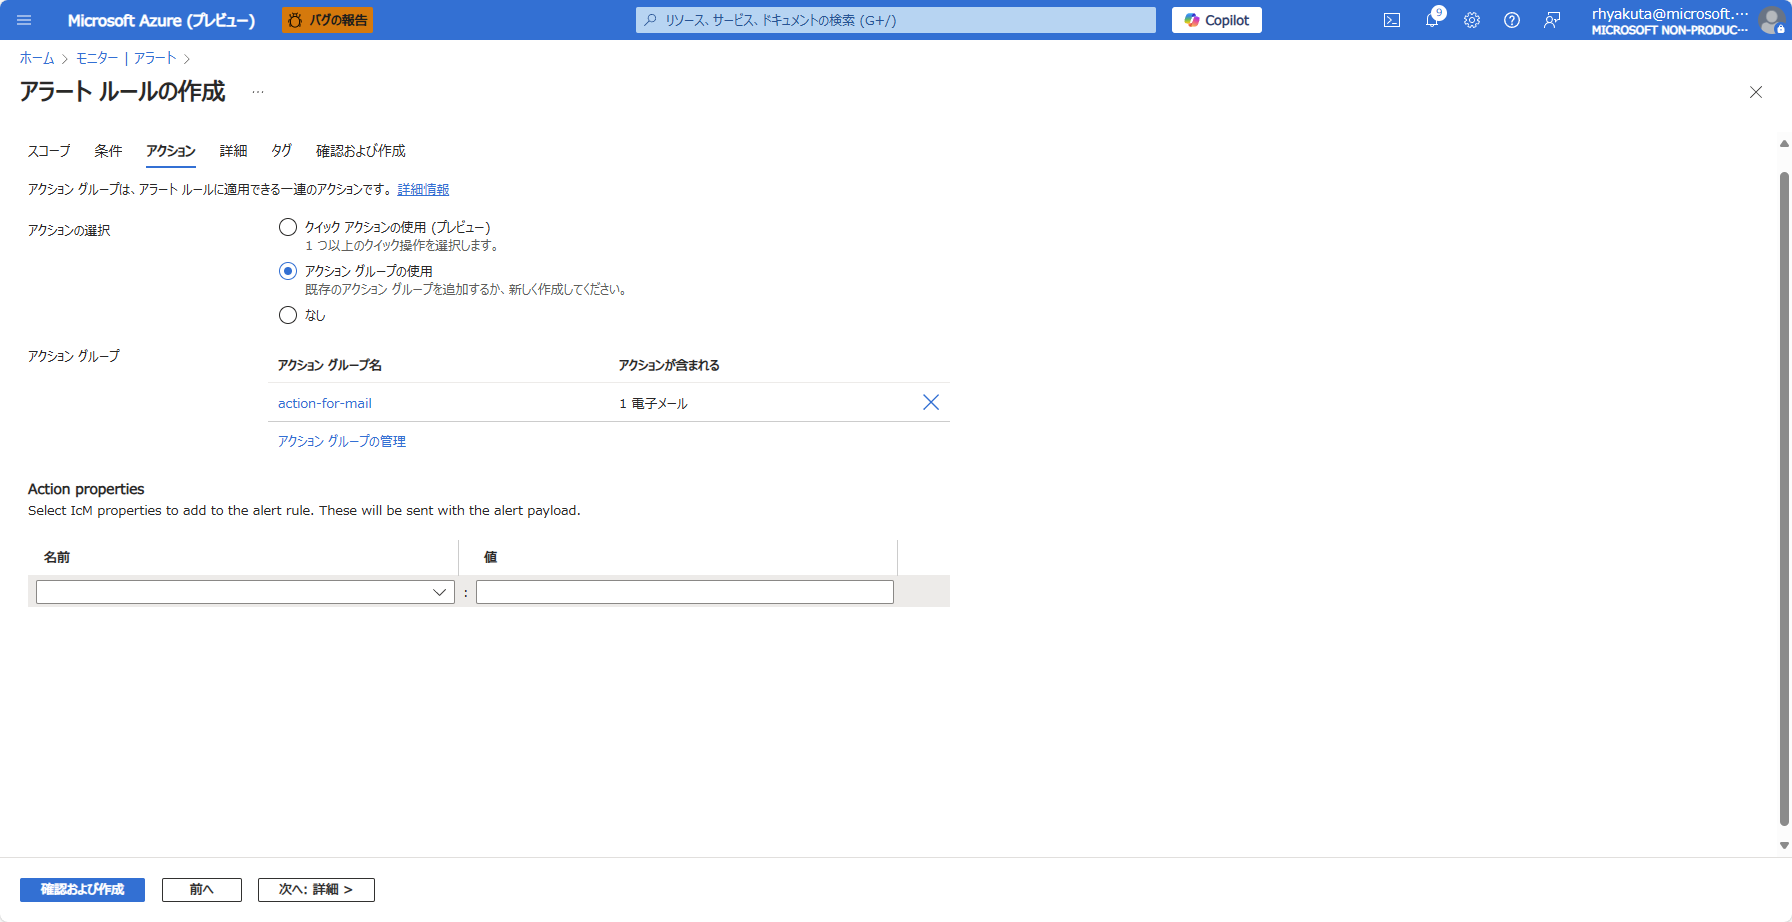 Microsoft Azure (プレビュー)
バグの報告
リソース、サービス、ドキュメントの検索 (G+/)
Copilot
9
rhyakuta@microsoft.…
MICROSOFT NON-PRODUC…
ホーム > モニター | アラート >
アラート ルールの作成 …
スコープ 条件 アクション 詳細 タグ 確認および作成
アクション グループは、アラート ルールに適用できる一連のアクションです。 詳細情報
アクションの選択
クイック アクションの使用 (プレビュー)
1 つ以上のクイック操作を選択します。
アクション グループの使用
既存のアクション グループを追加するか、新しく作成してください。
なし
アクション グループ
アクション グループ名 アクションが含まれる
action-for-mail 1 電子メール
アクション グループの管理
Action properties
Select IcM properties to add to the alert rule. These will be sent with the alert payload.
名前 値
:
確認および作成 前へ 次へ: 詳細 >